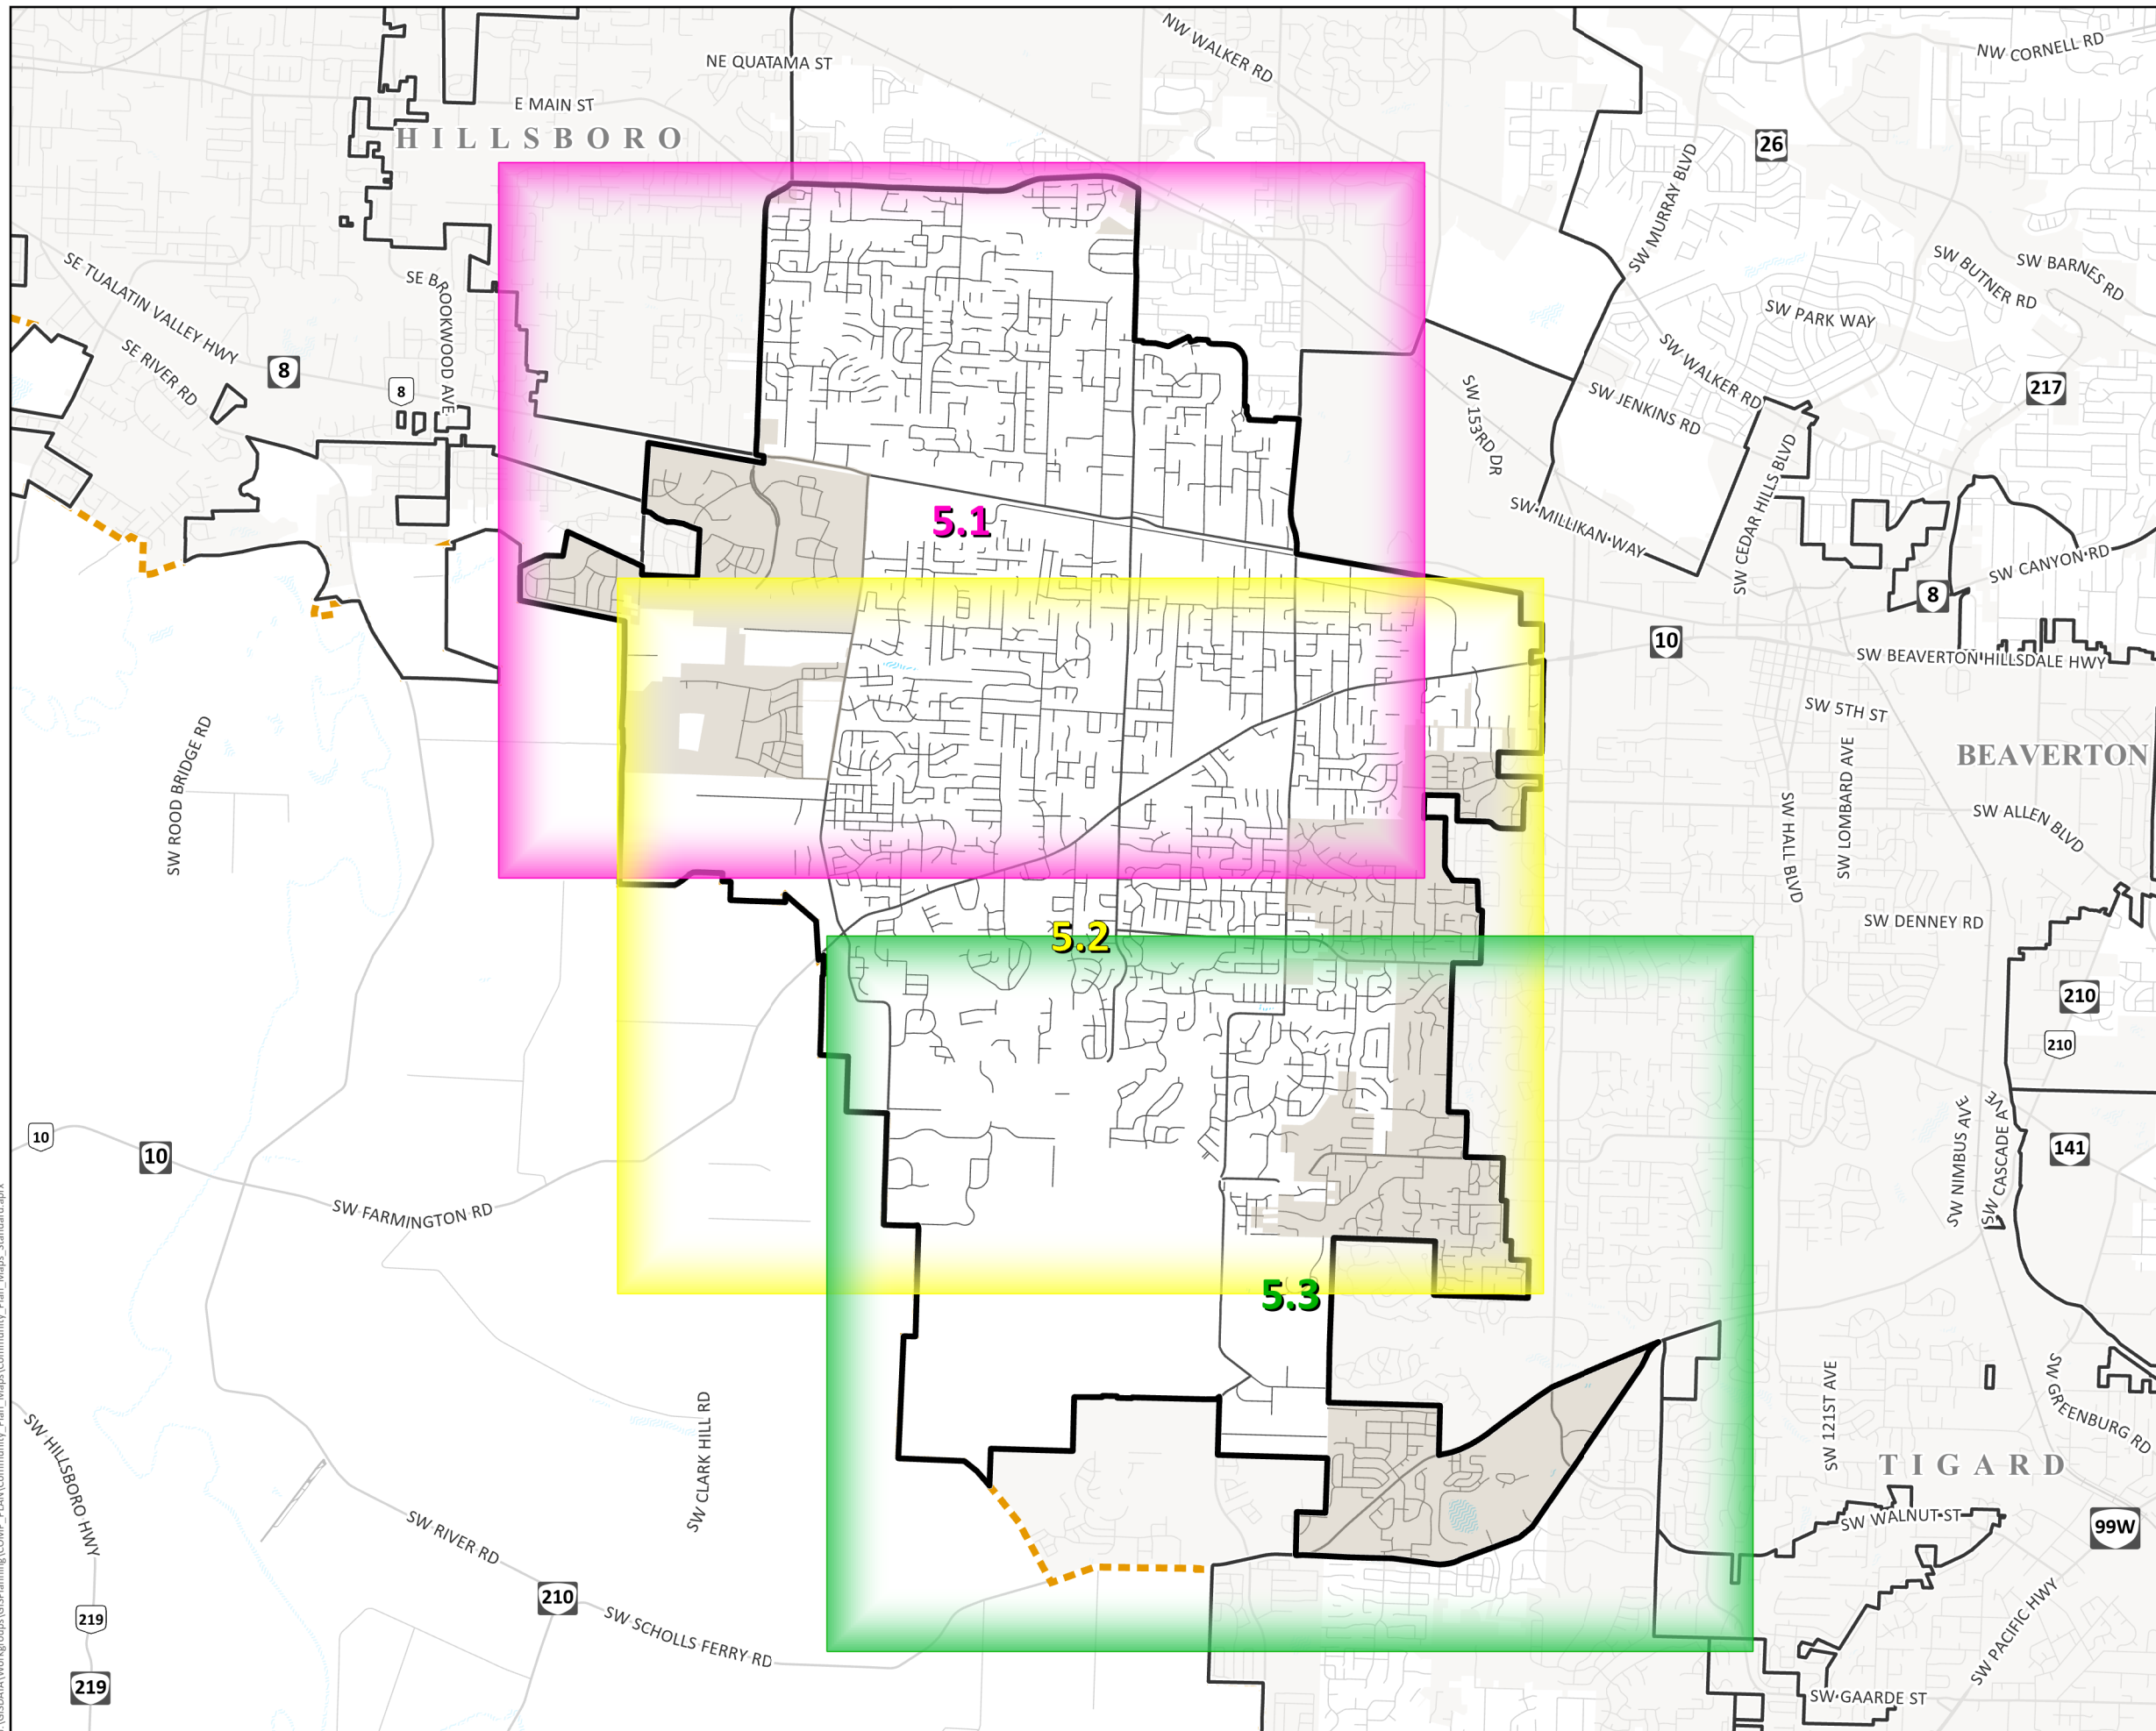 NW WALKER RD
NW CORNELL RD
NE QUATAMA ST
E MAIN ST
HILLSBORO
26
SW MURRAY BLVD
SE TUALATIN VALLEY HWY
SE BROOKWOOD AVE
SW BUTNER RD
SW BARNES RD
SW PARK WAY
SE RIVER RD
8
8
SW WALKER RD
217
SW 153RD DR
SW JENKINS RD
SW CEDAR HILLS BLVD
5.1
SW MILLIKAN WAY
SW CANYON RD
8
10
SW BEAVERTON HILLSDALE HWY
SW 5TH ST
SW ROOD BRIDGE RD
BEAVERTON
SW LOMBARD AVE
SW HALL BLVD
SW ALLEN BLVD
SW DENNEY RD
5.2
210
210
10
10
SW NIMBUS AVE
SW CASCADE AVE
141
SW FARMINGTON RD
5.3
SW CLARK HILL RD
SW 121ST AVE
SW GREENBURG RD
SW HILLSBORO HWY
TIGARD
SW RIVER RD
SW WALNUT ST
99W
210
219
SW SCHOLLS FERRY RD
SW PACIFIC HWY
219
SW GAARDE ST